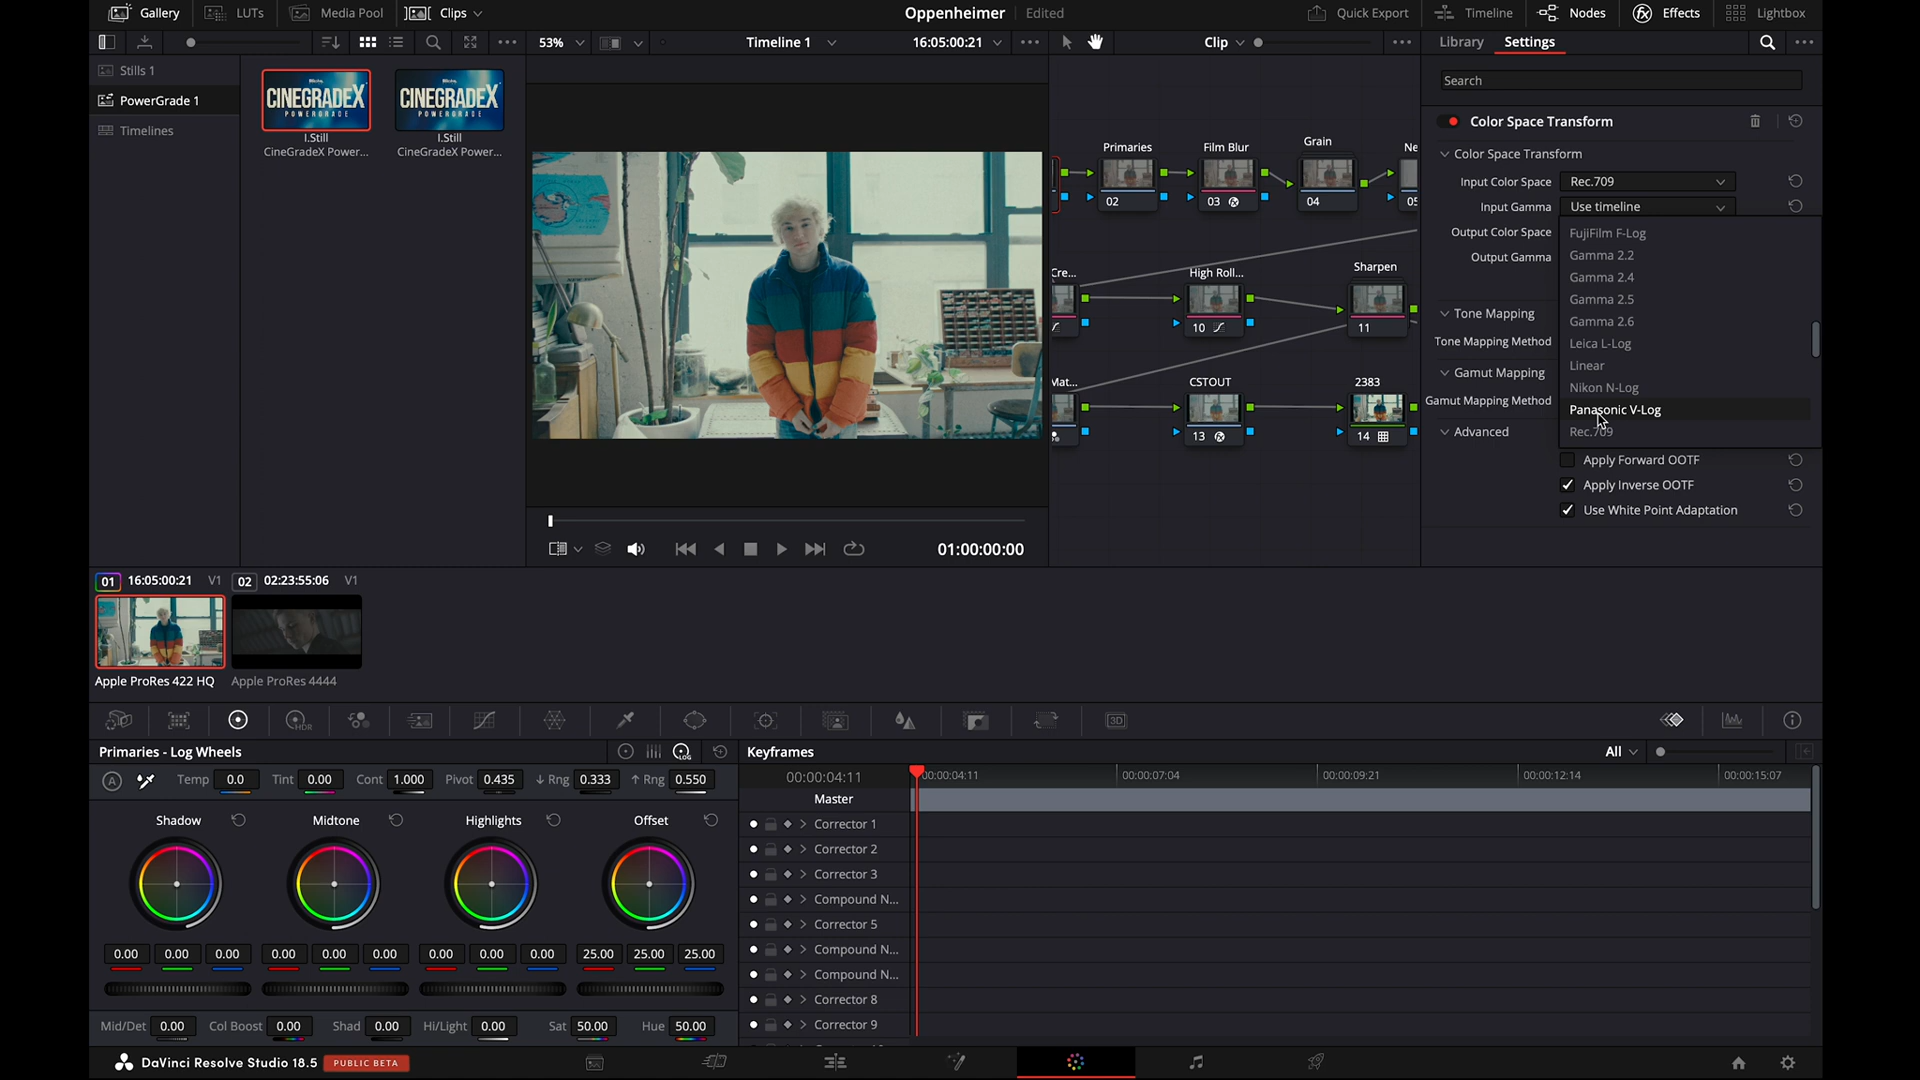 Gallery
LUTs
Media Pool
Clips
Oppenheimer
Edited
Quick Export
Timeline
Nodes
Effects
Lightbox
53%
Timeline 1
16:05:00:21
Clip
Library
Settings
Stills 1
PowerGrade 1
Timelines
CINEGRADEX
POWERGRADE
I.Still
CineGradeX Power...
CINEGRADEX
POWERGRADE
I.Still
CineGradeX Power...
Primaries
02
Film Blur
03
Grain
04
Ne
05
Cre...
High Roll...
10
Sharpen
11
Mat...
CSTOUT
13
2383
14
Search
Color Space Transform
Color Space Transform
Input Color Space
Rec.709
Input Gamma
Use timeline
Output Color Space
Output Gamma
Tone Mapping
Tone Mapping Method
Gamut Mapping
Gamut Mapping Method
Advanced
FujiFilm F-Log
Gamma 2.2
Gamma 2.4
Gamma 2.5
Gamma 2.6
Leica L-Log
Linear
Nikon N-Log
Panasonic V-Log
Rec.709
Apply Forward OOTF
Apply Inverse OOTF
Use White Point Adaptation
01:00:00:00
01 16:05:00:21 V1
02 02:23:55:06 V1
Apple ProRes 422 HQ
Apple ProRes 4444
HDR
3D
Primaries - Log Wheels
LOG
A
Temp 0.0
Tint 0.00
Cont 1.000
Pivot 0.435
↓ Rng 0.333
↑ Rng 0.550
Shadow
Midtone
Highlights
Offset
0.00 0.00 0.00
0.00 0.00 0.00
0.00 0.00 0.00
25.00 25.00 25.00
Mid/Det 0.00
Col Boost 0.00
Shad 0.00
Hi/Light 0.00
Sat 50.00
Hue 50.00
Keyframes
All
00:00:04:11
00:00:04:11
00:00:07:04
00:00:09:21
00:00:12:14
00:00:15:07
Master
Corrector 1
Corrector 2
Corrector 3
Compound N...
Corrector 5
Compound N...
Compound N...
Corrector 8
Corrector 9
DaVinci Resolve Studio 18.5
PUBLIC BETA